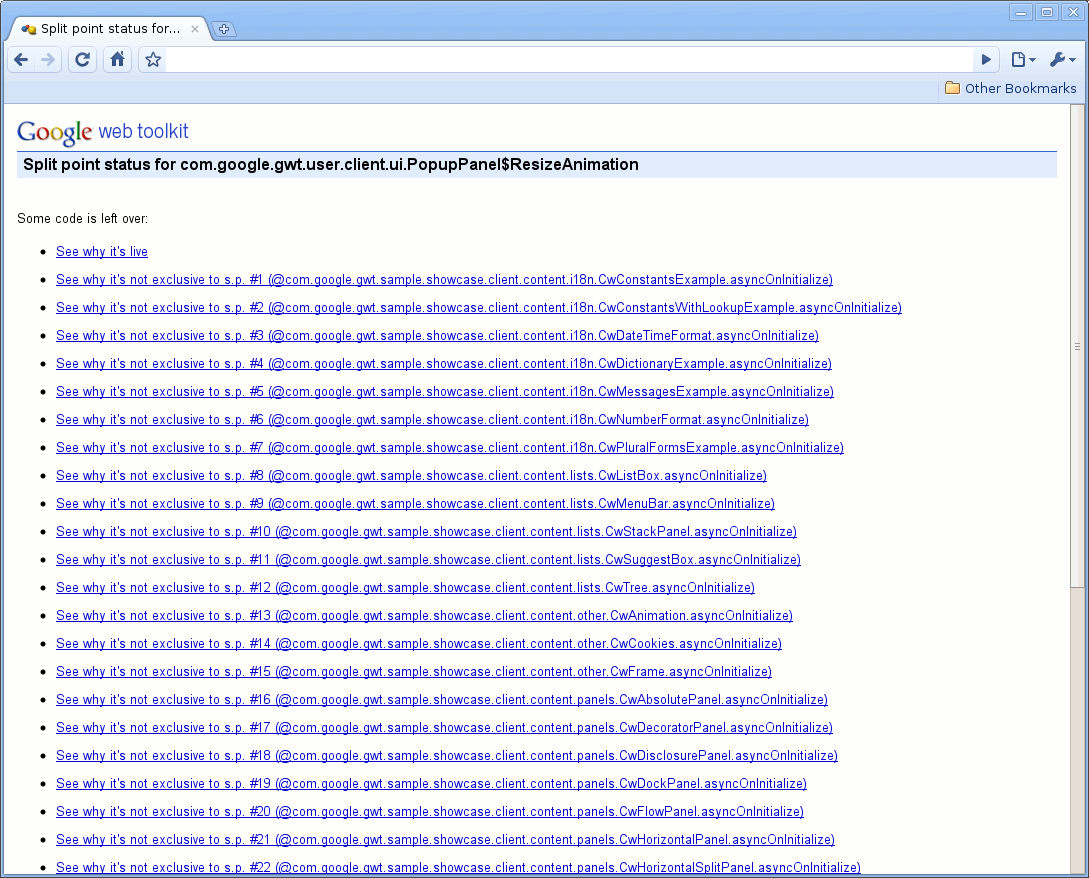 Split point status for...
Other Bookmarks
Google web toolkit
Split point status for com.google.gwt.user.client.ui.PopupPanel$ResizeAnimation
Some code is left over:
See why it's live
See why it's not exclusive to s.p. #1 (@com.google.gwt.sample.showcase.client.content.i18n.CwConstantsExample.asyncOnInitialize)
See why it's not exclusive to s.p. #2 (@com.google.gwt.sample.showcase.client.content.i18n.CwConstantsWithLookupExample.asyncOnInitialize)
See why it's not exclusive to s.p. #3 (@com.google.gwt.sample.showcase.client.content.i18n.CwDateTimeFormat.asyncOnInitialize)
See why it's not exclusive to s.p. #4 (@com.google.gwt.sample.showcase.client.content.i18n.CwDictionaryExample.asyncOnInitialize)
See why it's not exclusive to s.p. #5 (@com.google.gwt.sample.showcase.client.content.i18n.CwMessagesExample.asyncOnInitialize)
See why it's not exclusive to s.p. #6 (@com.google.gwt.sample.showcase.client.content.i18n.CwNumberFormat.asyncOnInitialize)
See why it's not exclusive to s.p. #7 (@com.google.gwt.sample.showcase.client.content.i18n.CwPluralFormsExample.asyncOnInitialize)
See why it's not exclusive to s.p. #8 (@com.google.gwt.sample.showcase.client.content.lists.CwListBox.asyncOnInitialize)
See why it's not exclusive to s.p. #9 (@com.google.gwt.sample.showcase.client.content.lists.CwMenuBar.asyncOnInitialize)
See why it's not exclusive to s.p. #10 (@com.google.gwt.sample.showcase.client.content.lists.CwStackPanel.asyncOnInitialize)
See why it's not exclusive to s.p. #11 (@com.google.gwt.sample.showcase.client.content.lists.CwSuggestBox.asyncOnInitialize)
See why it's not exclusive to s.p. #12 (@com.google.gwt.sample.showcase.client.content.lists.CwTree.asyncOnInitialize)
See why it's not exclusive to s.p. #13 (@com.google.gwt.sample.showcase.client.content.other.CwAnimation.asyncOnInitialize)
See why it's not exclusive to s.p. #14 (@com.google.gwt.sample.showcase.client.content.other.CwCookies.asyncOnInitialize)
See why it's not exclusive to s.p. #15 (@com.google.gwt.sample.showcase.client.content.other.CwFrame.asyncOnInitialize)
See why it's not exclusive to s.p. #16 (@com.google.gwt.sample.showcase.client.content.panels.CwAbsolutePanel.asyncOnInitialize)
See why it's not exclusive to s.p. #17 (@com.google.gwt.sample.showcase.client.content.panels.CwDecoratorPanel.asyncOnInitialize)
See why it's not exclusive to s.p. #18 (@com.google.gwt.sample.showcase.client.content.panels.CwDisclosurePanel.asyncOnInitialize)
See why it's not exclusive to s.p. #19 (@com.google.gwt.sample.showcase.client.content.panels.CwDockPanel.asyncOnInitialize)
See why it's not exclusive to s.p. #20 (@com.google.gwt.sample.showcase.client.content.panels.CwFlowPanel.asyncOnInitialize)
See why it's not exclusive to s.p. #21 (@com.google.gwt.sample.showcase.client.content.panels.CwHorizontalPanel.asyncOnInitialize)
See why it's not exclusive to s.p. #22 (@com.google.gwt.sample.showcase.client.content.panels.CwHorizontalSplitPanel.asyncOnInitialize)